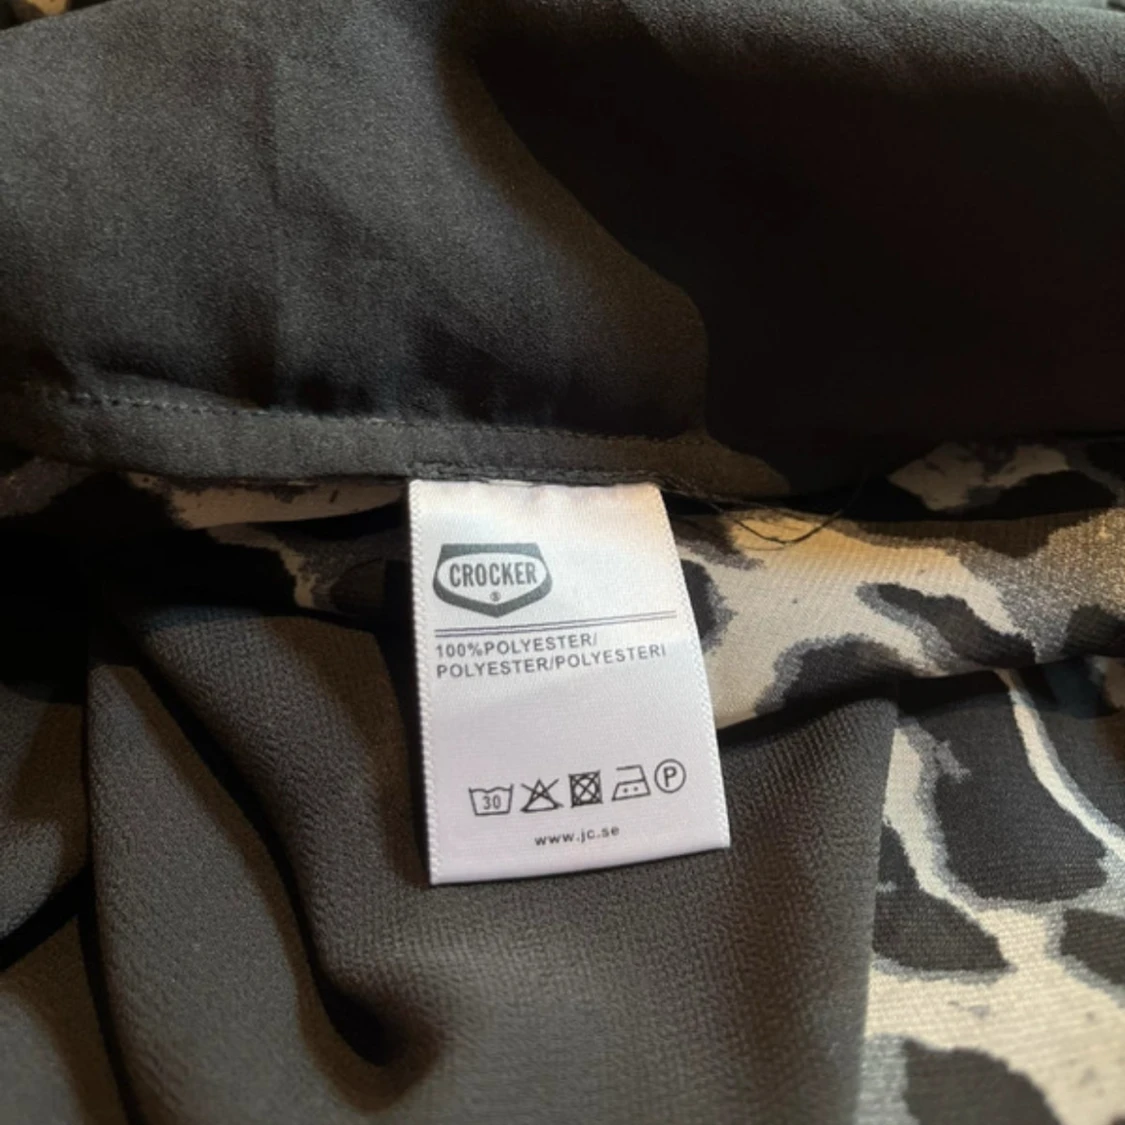 CROCKER
®
100%POLYESTER/
POLYESTER/POLYESTERI
30 P
www.jc.se